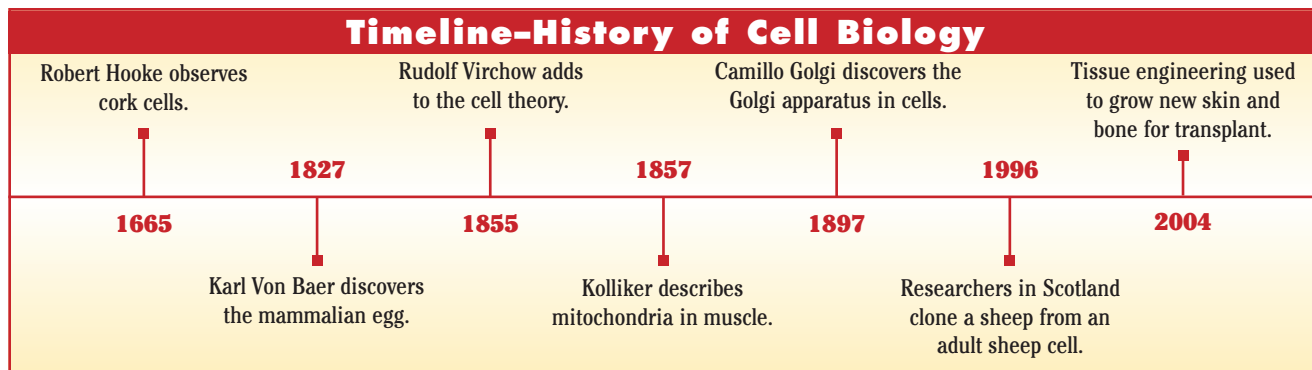 Timeline–History of Cell Biology
Robert Hooke observes
cork cells.
1665
1827
Karl Von Baer discovers
the mammalian egg.
Rudolf Virchow adds
to the cell theory.
1855
1857
Kolliker describes
mitochondria in muscle.
Camillo Golgi discovers the
Golgi apparatus in cells.
1897
1996
Researchers in Scotland
clone a sheep from an
adult sheep cell.
Tissue engineering used
to grow new skin and
bone for transplant.
2004